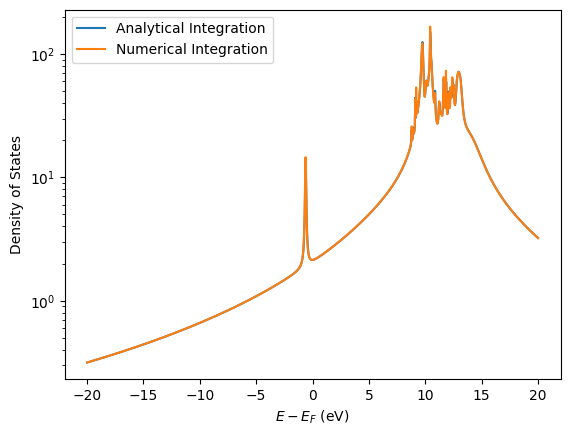 Analytical Integration
Numerical Integration
Density of States
10²
10¹
10⁰
−20 −15 −10 −5 0 5 10 15 20
E − E_F (eV)